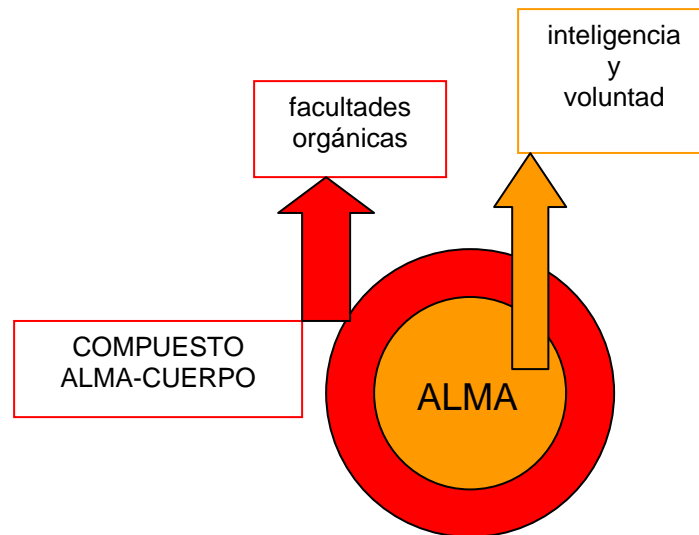 inteligencia
y
voluntad
facultades
orgánicas
COMPUESTO
ALMA-CUERPO
ALMA